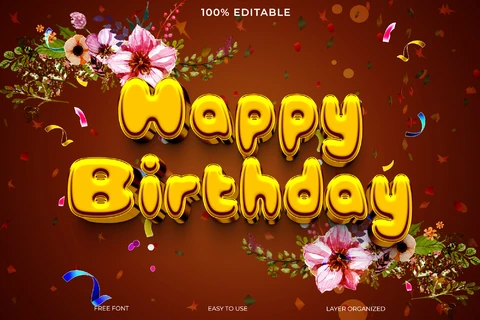 100% EDITABLE
Happy
Birthday
FREE FONT
EASY TO USE
LAYER ORGANIZED